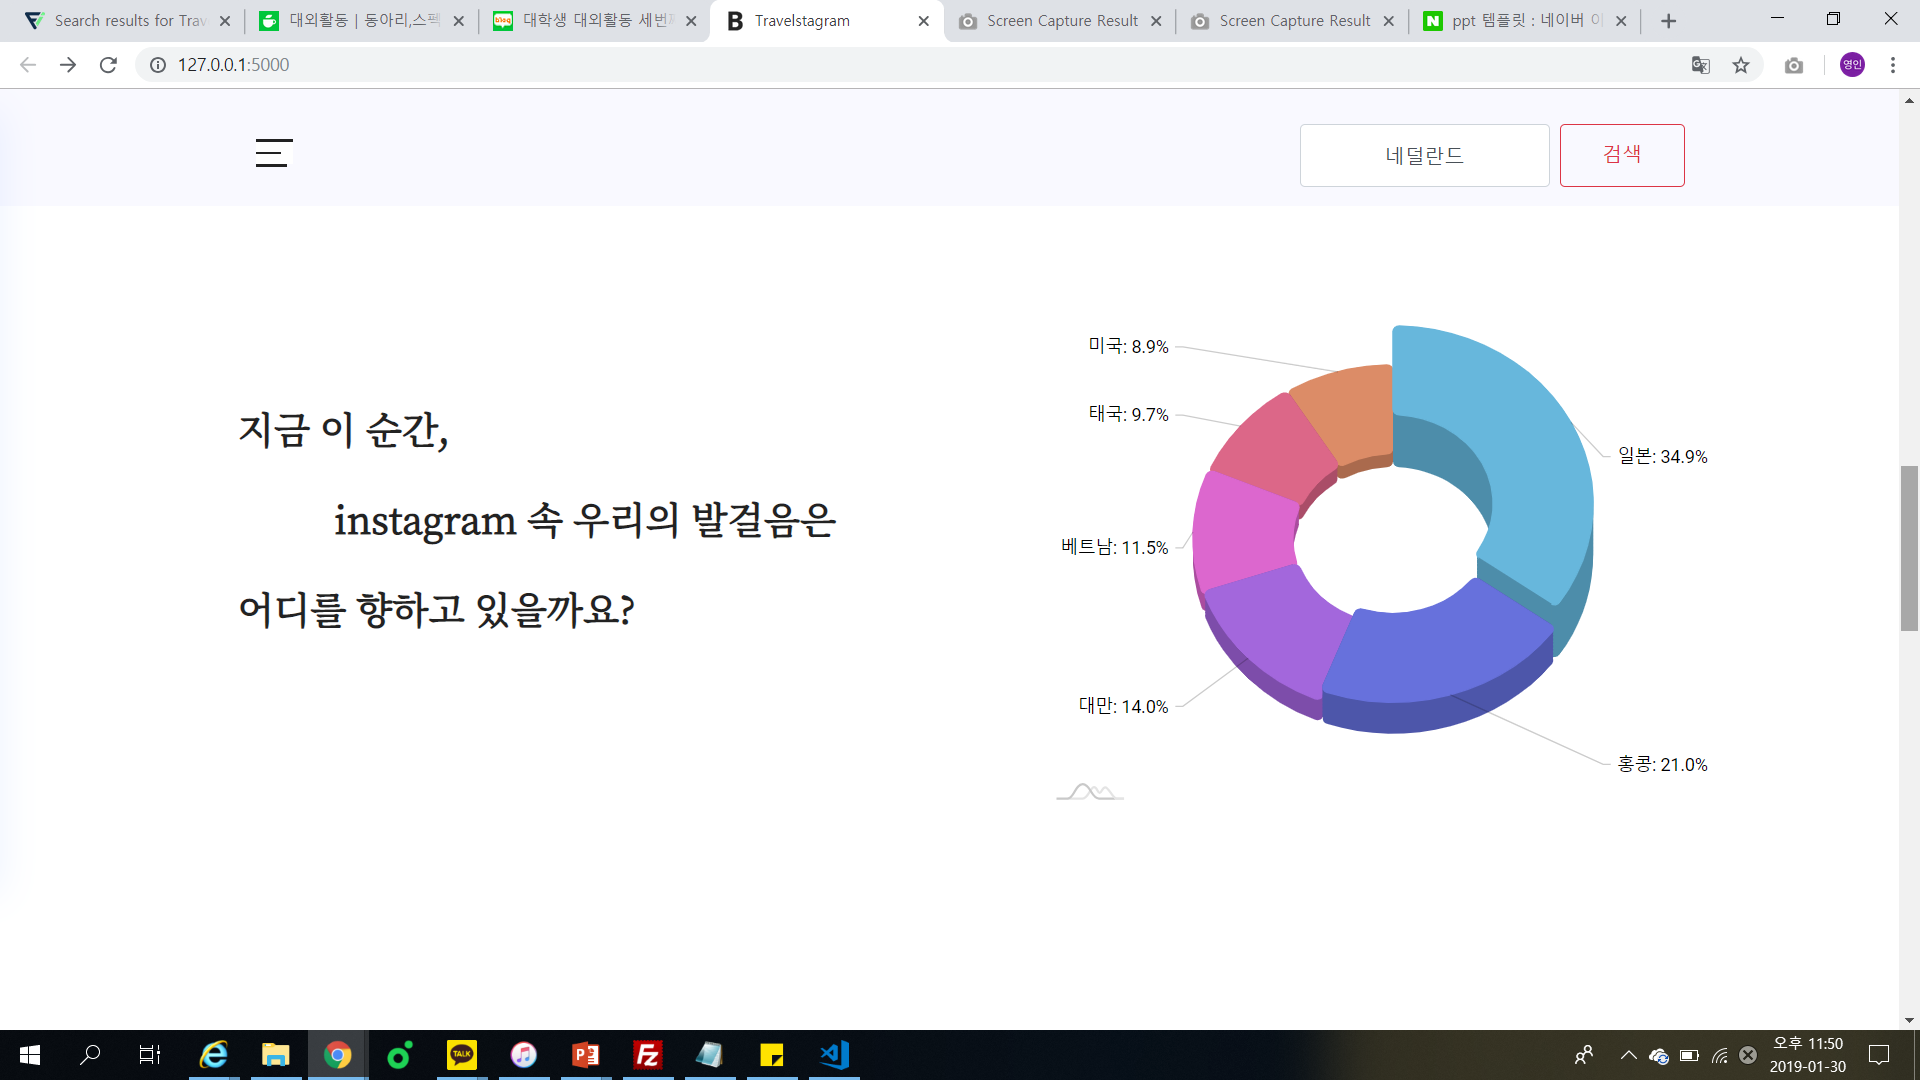 Search results for Trav
대외활동 | 동아리,스펙
대학생 대외활동 세번째
Travelstagram
Screen Capture Result
Screen Capture Result
ppt 템플릿 : 네이버 이
127.0.0.1:5000
영인
네덜란드
검색
지금 이 순간,
instagram 속 우리의 발걸음은
어디를 향하고 있을까요?
미국: 8.9%
태국: 9.7%
일본: 34.9%
베트남: 11.5%
대만: 14.0%
홍콩: 21.0%
TALK
오후 11:50
2019-01-30